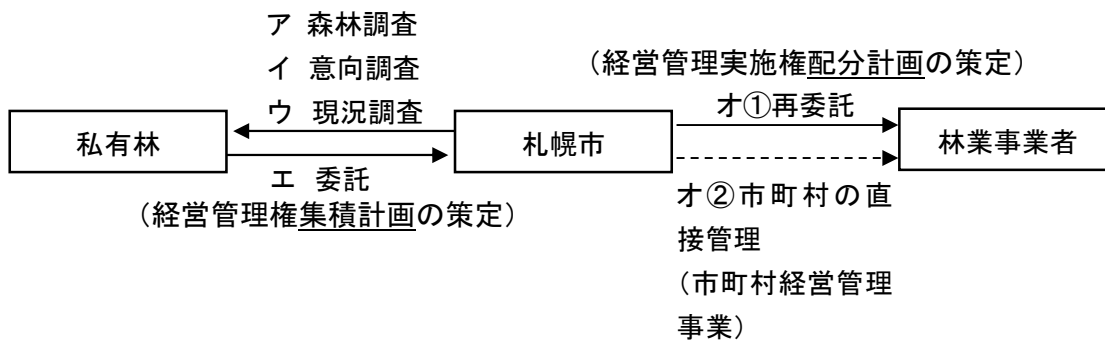 ア 森林調査
イ 意向調査
ウ 現況調査
（経営管理実施権配分計画の策定）
オ①再委託
私有林
札幌市
林業事業者
エ 委託
（経営管理権集積計画の策定）
オ②市町村の直
接管理
（市町村経営管理
事業）